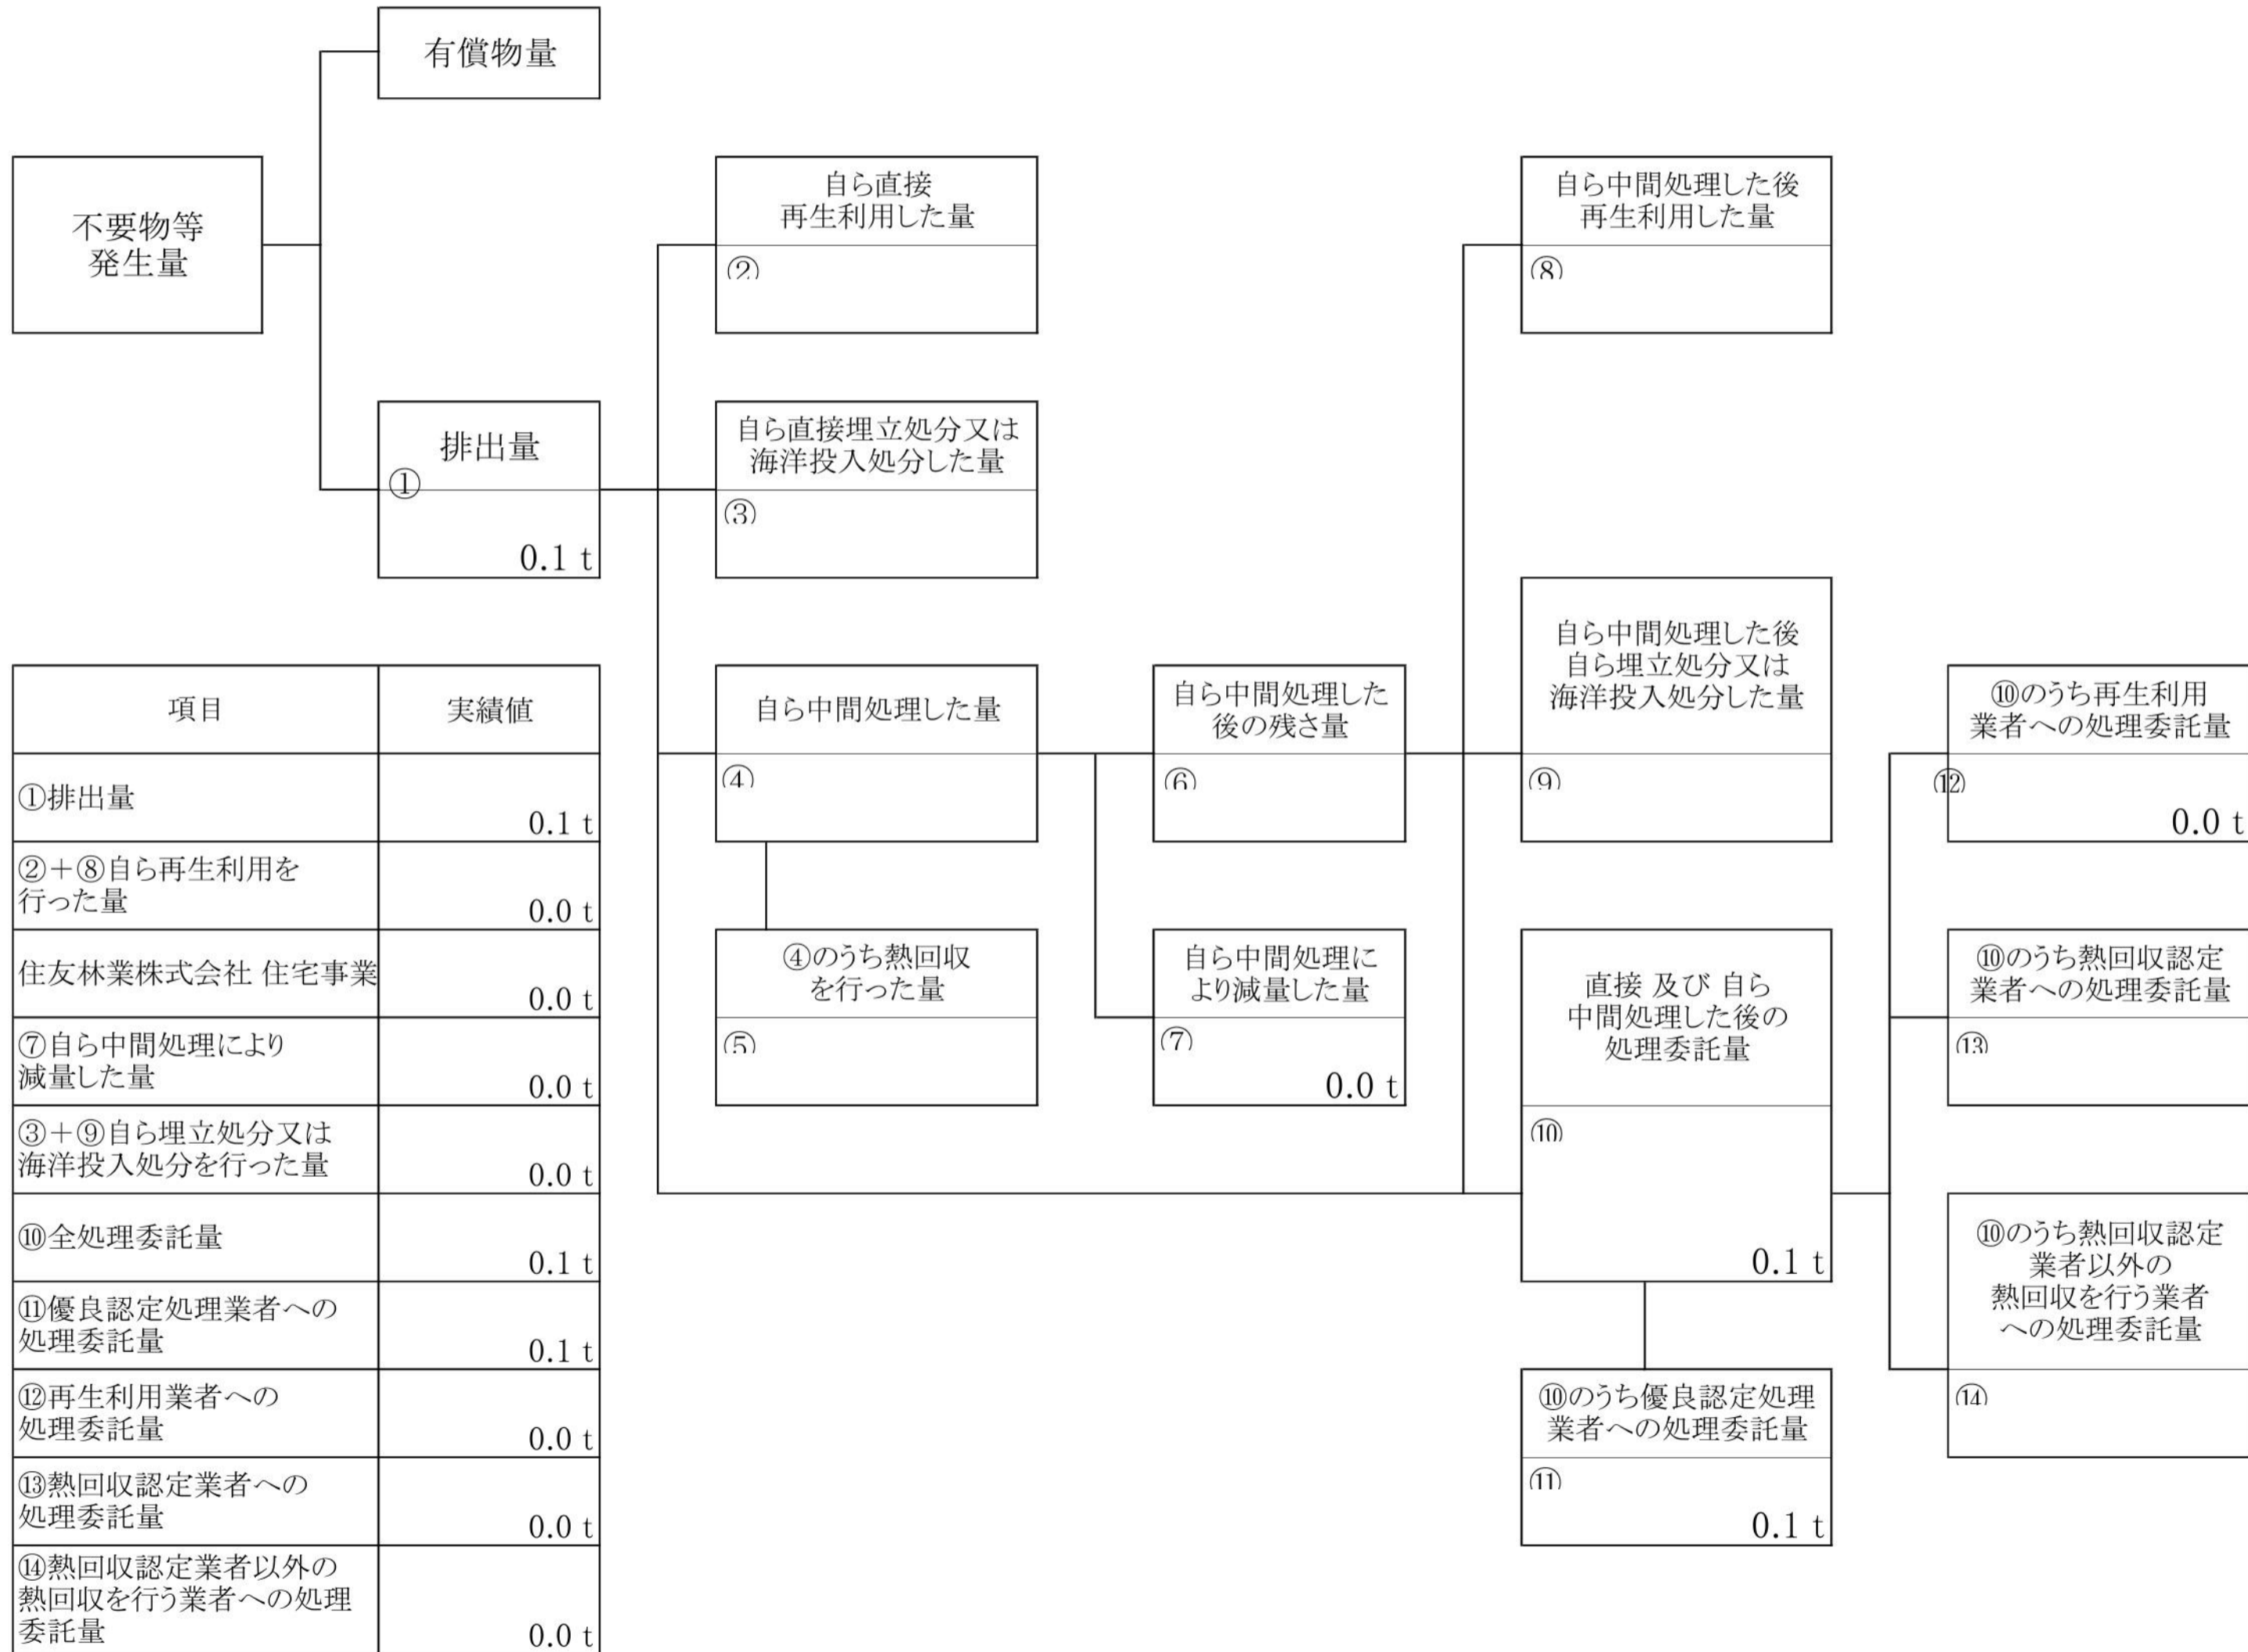 有償物量
不要物等
発生量
自ら直接
再生利用した量
②
自ら中間処理した後
再生利用した量
⑧
排出量
①
0.1 t
自ら直接埋立処分又は
海洋投入処分した量
③
自ら中間処理した量
④
自ら中間処理した
後の残さ量
⑥
自ら中間処理した後
自ら埋立処分又は
海洋投入処分した量
⑨
⑩のうち再生利用
業者への処理委託量
⑫
0.0 t
④のうち熱回収
を行った量
⑤
自ら中間処理に
より減量した量
⑦
0.0 t
直接 及び 自ら
中間処理した後の
処理委託量
⑩
0.1 t
⑩のうち熱回収認定
業者への処理委託量
⑬
⑩のうち熱回収認定
業者以外の
熱回収を行う業者
への処理委託量
⑭
⑩のうち優良認定処理
業者への処理委託量
⑪
0.1 t
項目 実績値
①排出量
0.1 t
②+⑧自ら再生利用を
行った量
0.0 t
住友林業株式会社 住宅事業
0.0 t
⑦自ら中間処理により
減量した量
0.0 t
③+⑨自ら埋立処分又は
海洋投入処分を行った量
0.0 t
⑩全処理委託量
0.1 t
⑪優良認定処理業者への
処理委託量
0.1 t
⑫再生利用業者への
処理委託量
0.0 t
⑬熱回収認定業者への
処理委託量
0.0 t
⑭熱回収認定業者以外の
熱回収を行う業者への処理
委託量
0.0 t